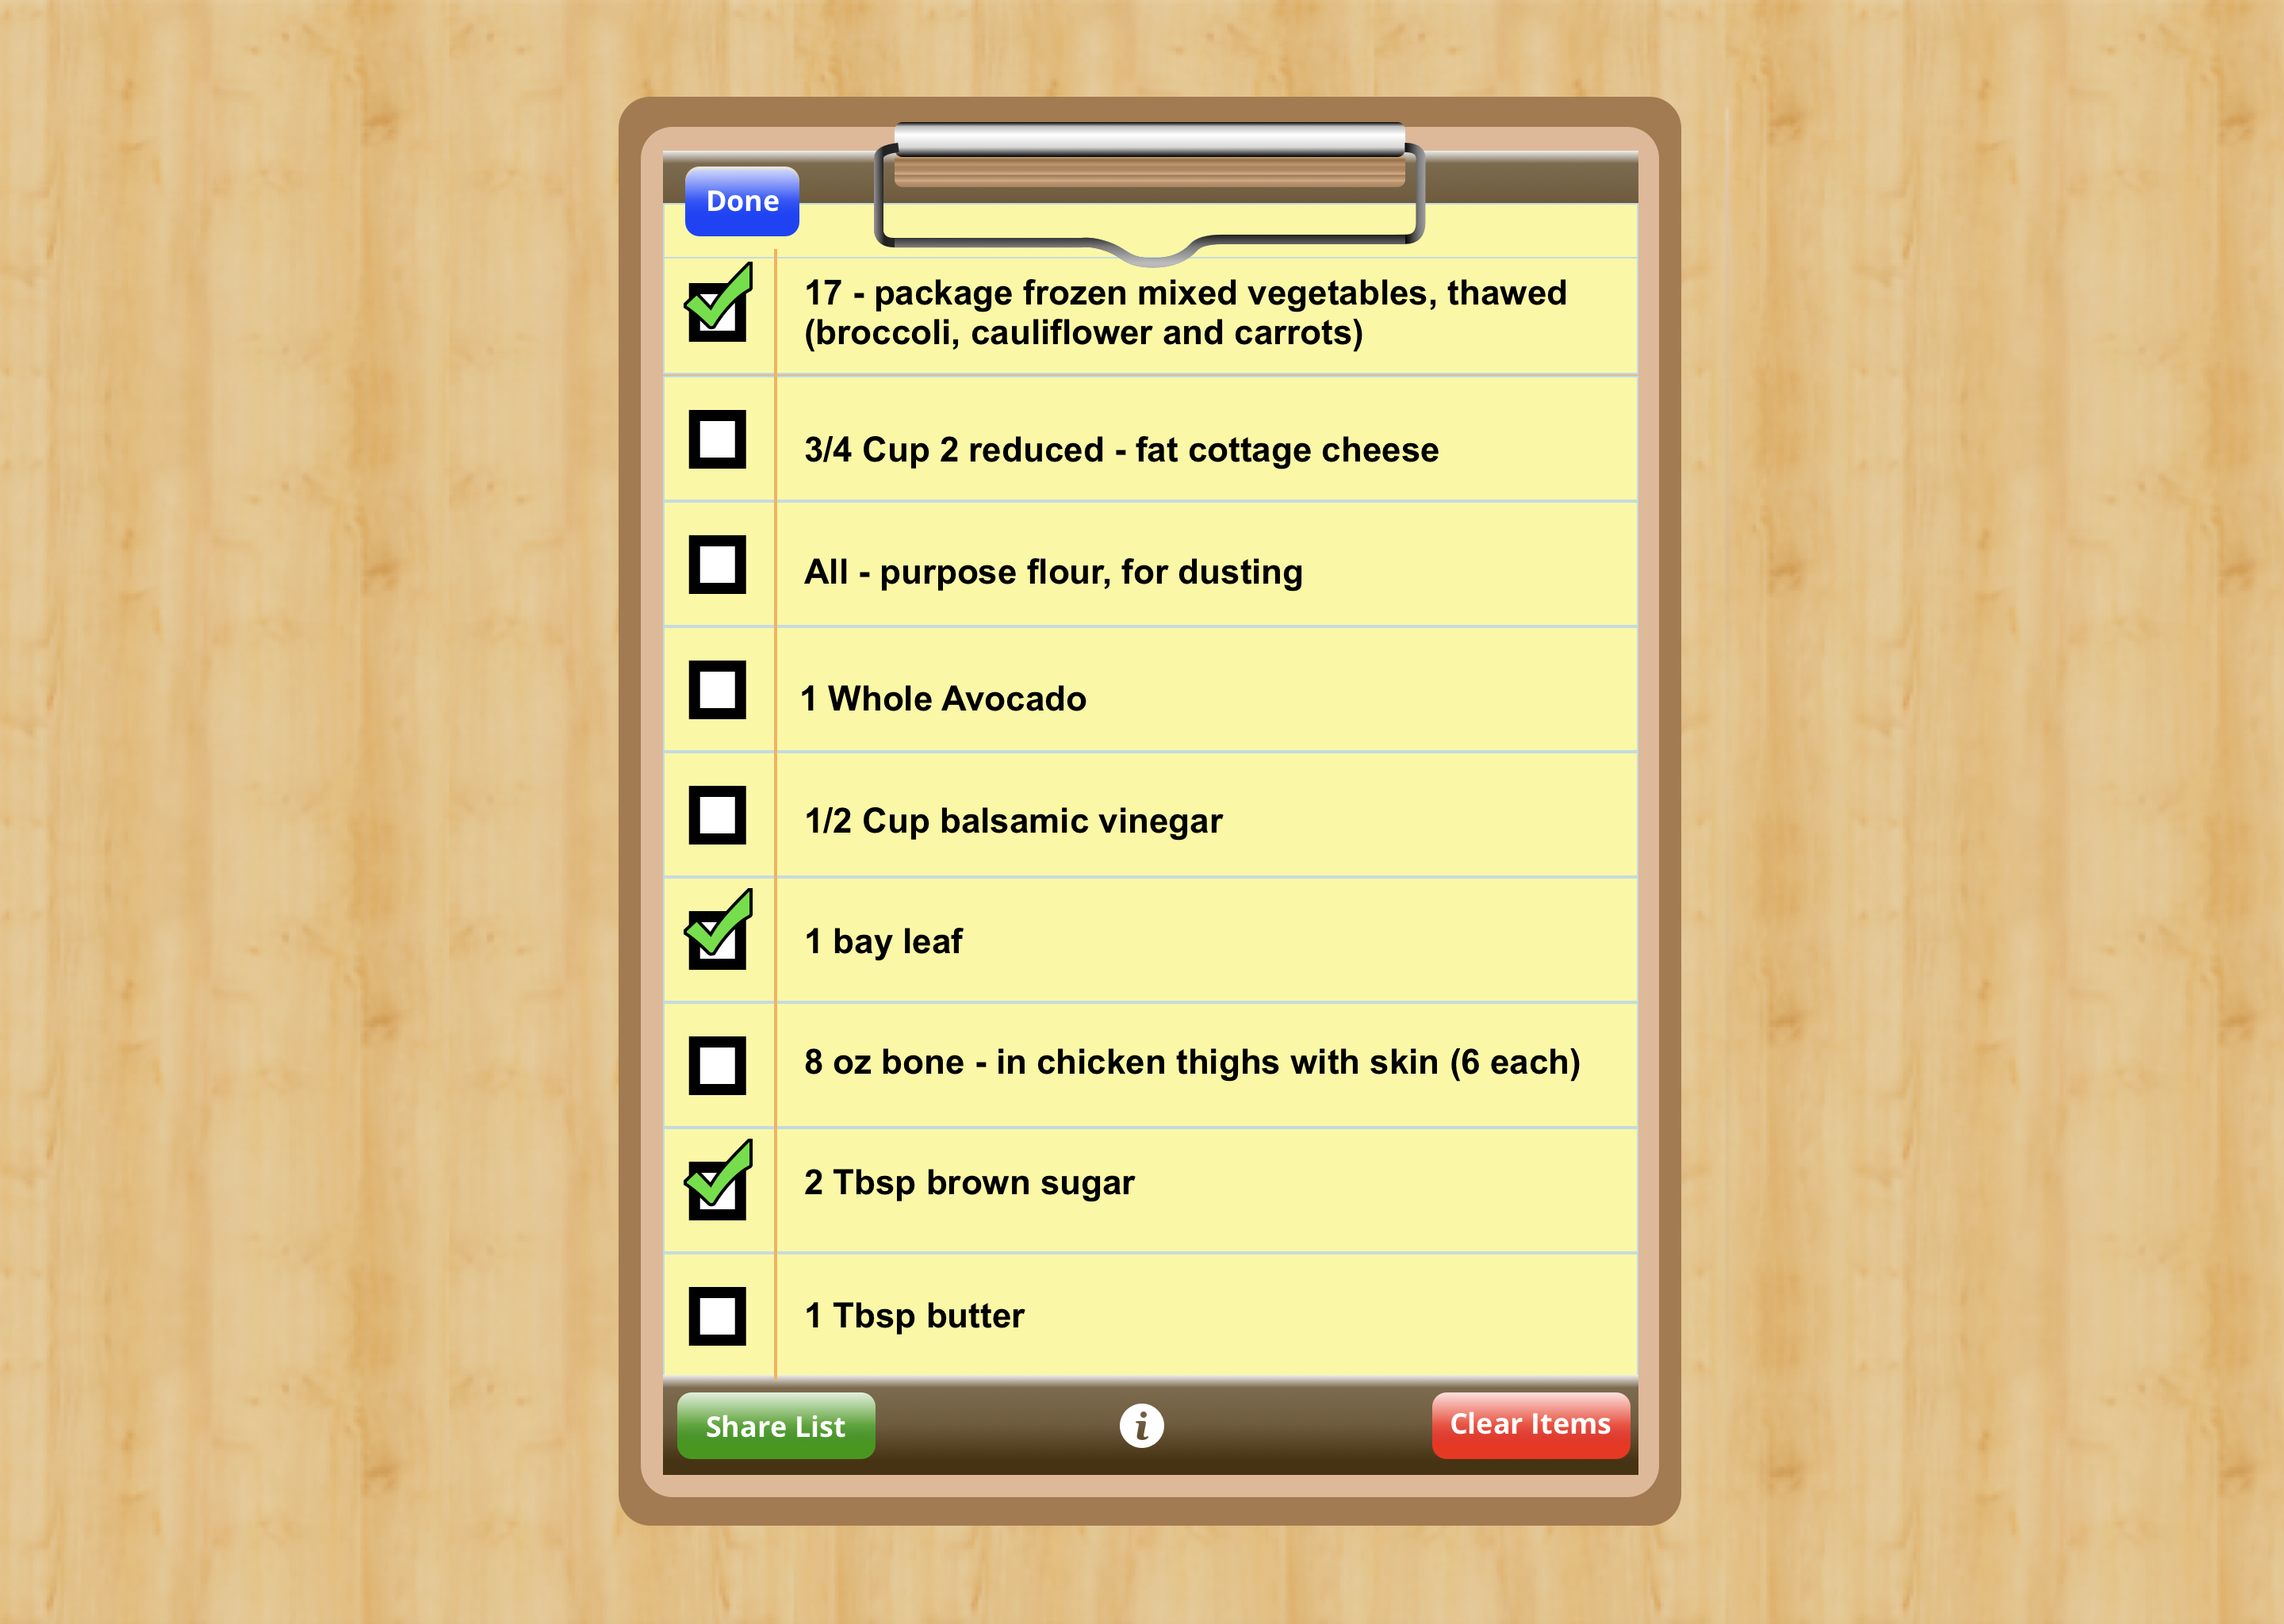 Done
17 - package frozen mixed vegetables, thawed
(broccoli, cauliflower and carrots)
3/4 Cup 2 reduced - fat cottage cheese
All - purpose flour, for dusting
1 Whole Avocado
1/2 Cup balsamic vinegar
1 bay leaf
8 oz bone - in chicken thighs with skin (6 each)
2 Tbsp brown sugar
1 Tbsp butter
Share List
i
Clear Items